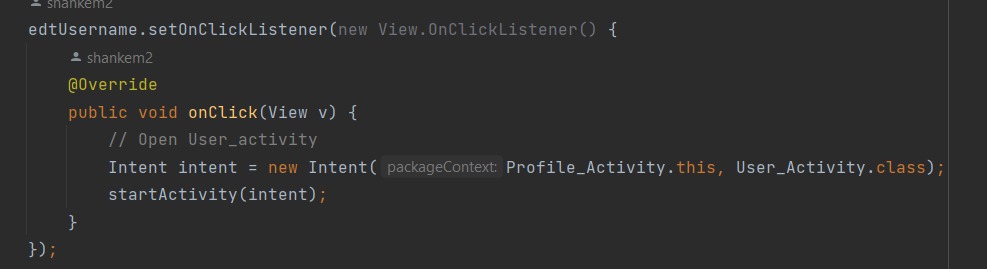 shankem2
edtUsername.setOnClickListener(new View.OnClickListener() {
shankem2
@Override
public void onClick(View v) {
// Open User_activity
Intent intent = new Intent( packageContext: Profile_Activity.this, User_Activity.class);
startActivity(intent);
}
});